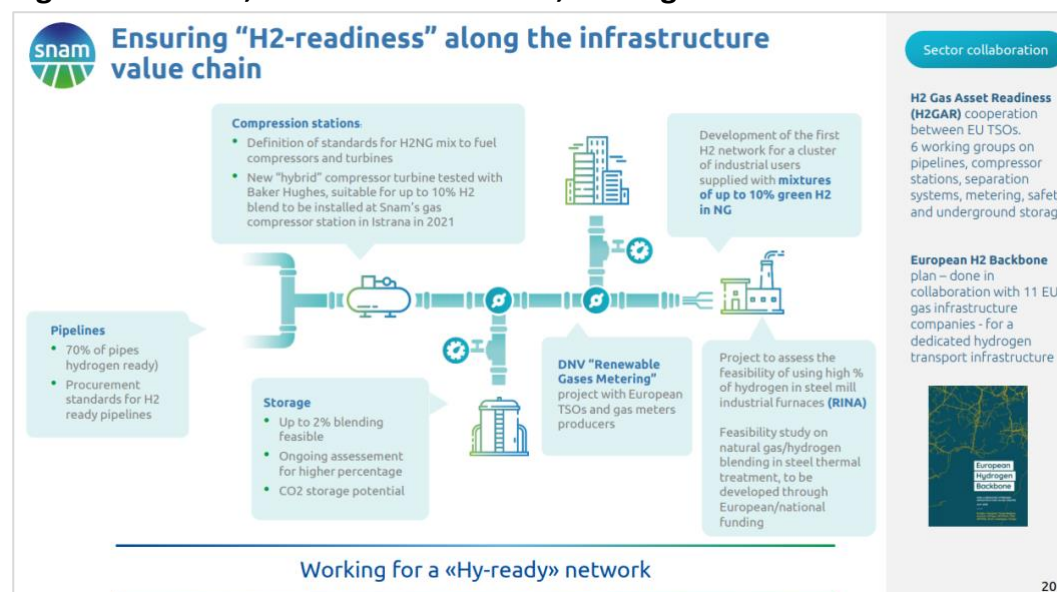 snam
Ensuring “H2-readiness” along the infrastructure
value chain
Compression stations
• Definition of standards for H2NG mix to fuel
compressors and turbines
• New “hybrid” compressor turbine tested with
Baker Hughes, suitable for up to 10% H2
blend to be installed at Snam’s gas
compressor station in Istrana in 2021
Development of the first
H2 network for a cluster
of industrial users
supplied with mixtures
of up to 10% green H2
in NG
Pipelines
• 70% of pipes
hydrogen ready)
• Procurement
standards for H2
ready pipelines
Storage
• Up to 2% blending
feasible
• Ongoing assessement
for higher percentage
• CO2 storage potential
DNV “Renewable
Gases Metering”
project with European
TSOs and gas meters
producers
Project to assess the
feasibility of using high %
of hydrogen in steel mill
industrial furnaces (RINA)
Feasibility study on
natural gas/hydrogen
blending in steel thermal
treatment, to be
developed through
European/national
funding
Working for a «Hy-ready» network
Sector collaboration
H2 Gas Asset Readiness
(H2GAR) cooperation
between EU TSOs.
6 working groups on
pipelines, compressor
stations, separation
systems, metering, safet
and underground storag
European H2 Backbone
plan – done in
collaboration with 11 EU
gas infrastructure
companies - for a
dedicated hydrogen
transport infrastructure
European
Hydrogen
Backbone
20